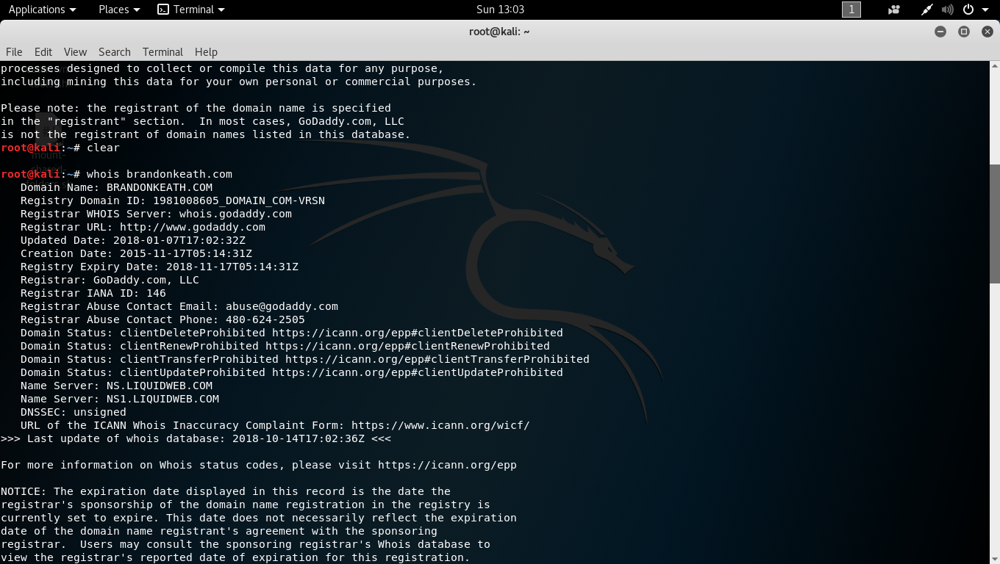 Applications Places Terminal Sun 13:03 1
root@kali: ~
File Edit View Search Terminal Help
processes designed to collect or compile this data for any purpose,
including mining this data for your own personal or commercial purposes.
Please note: the registrant of the domain name is specified
in the "registrant" section.  In most cases, GoDaddy.com, LLC
is not the registrant of domain names listed in this database.
root@kali:~# clear
mount-
shared-
folders.sh
root@kali:~# whois brandonkeath.com
Domain Name: BRANDONKEATH.COM
Registry Domain ID: 1981008605_DOMAIN_COM-VRSN
Registrar WHOIS Server: whois.godaddy.com
Registrar URL: http://www.godaddy.com
Updated Date: 2018-01-07T17:02:32Z
Creation Date: 2015-11-17T05:14:31Z
Registry Expiry Date: 2018-11-17T05:14:31Z
Registrar: GoDaddy.com, LLC
Registrar IANA ID: 146
Registrar Abuse Contact Email: abuse@godaddy.com
Registrar Abuse Contact Phone: 480-624-2505
Domain Status: clientDeleteProhibited https://icann.org/epp#clientDeleteProhibited
Domain Status: clientRenewProhibited https://icann.org/epp#clientRenewProhibited
Domain Status: clientTransferProhibited https://icann.org/epp#clientTransferProhibited
Domain Status: clientUpdateProhibited https://icann.org/epp#clientUpdateProhibited
Name Server: NS.LIQUIDWEB.COM
Name Server: NS1.LIQUIDWEB.COM
DNSSEC: unsigned
URL of the ICANN Whois Inaccuracy Complaint Form: https://www.icann.org/wicf/
>>> Last update of whois database: 2018-10-14T17:02:36Z <<<
For more information on Whois status codes, please visit https://icann.org/epp
NOTICE: The expiration date displayed in this record is the date the
registrar's sponsorship of the domain name registration in the registry is
currently set to expire. This date does not necessarily reflect the expiration
date of the domain name registrant's agreement with the sponsoring
registrar.  Users may consult the sponsoring registrar's Whois database to
view the registrar's reported date of expiration for this registration.